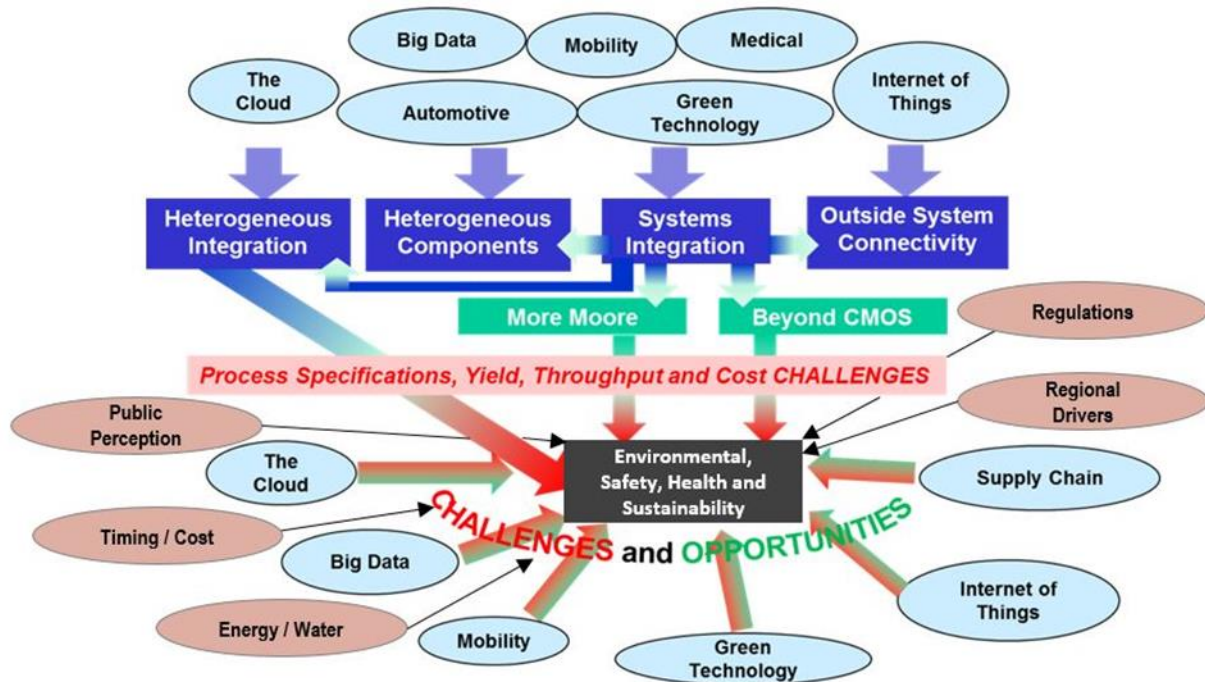 Big Data
Mobility
Medical
The
Cloud
Internet of
Things
Automotive
Green
Technology
Heterogeneous
Integration
Heterogeneous
Components
Systems
Integration
Outside System
Connectivity
More Moore
Beyond CMOS
Regulations
Process Specifications, Yield, Throughput and Cost CHALLENGES
Public
Perception
Regional
Drivers
The
Cloud
Environmental,
Safety, Health and
Sustainability
Supply Chain
Timing / Cost
CHALLENGES and OPPORTUNITIES
Big Data
Internet of
Things
Energy / Water
Mobility
Green
Technology